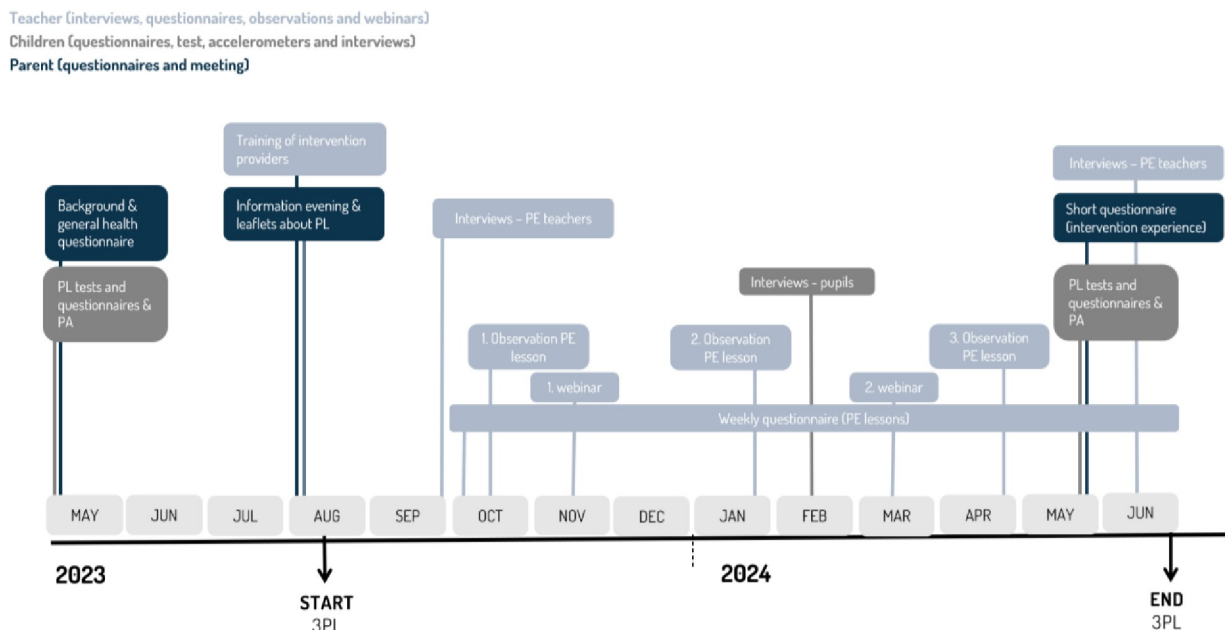 Teacher (interviews, questionnaires, observations and webinars)
Children (questionnaires, test, accelerometers and interviews)
Parent (questionnaires and meeting)
Training of intervention
providers
Interviews – PE teachers
Background &
general health
questionnaire
Information evening &
leaflets about PL
Interviews – PE teachers
Short questionnaire
(intervention experience)
PL tests and
questionnaires &
PA
Interviews - pupils
PL tests and
questionnaires &
PA
1. Observation PE
lesson
2. Observation
PE lesson
3. Observation
PE lesson
1. webinar
2. webinar
Weekly questionnaire (PE lessons)
MAY
JUN
JUL
AUG
SEP
OCT
NOV
DEC
JAN
FEB
MAR
APR
MAY
JUN
2023
2024
START
3PL
END
3PL